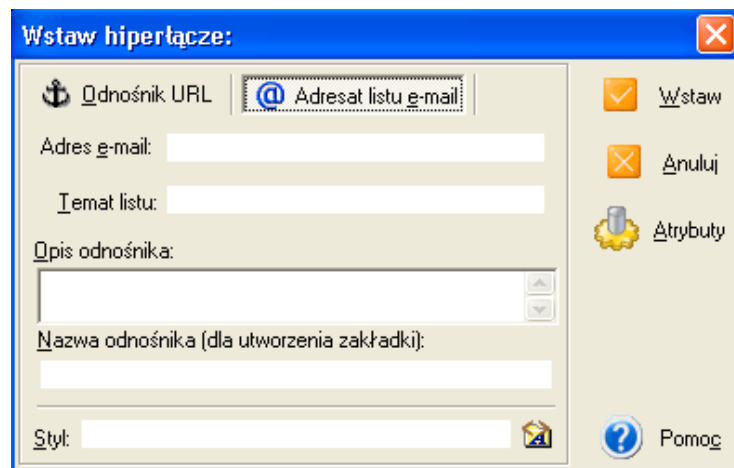 Wstaw hiperłącze:
Odnośnik URL
@ Adresat listu e-mail
Wstaw
Adres e-mail:
Anuluj
Temat listu:
Atrybuty
Opis odnośnika:
Nazwa odnośnika (dla utworzenia zakładki):
Styl:
Pomoc